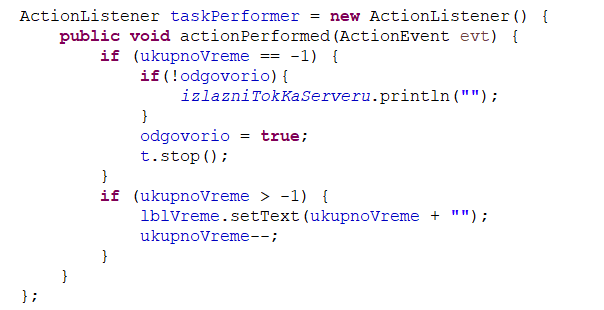 ActionListener taskPerformer = new ActionListener() {
    public void actionPerformed(ActionEvent evt) {
        if (ukupnoVreme == -1) {
            if(!odgovorio){
                izlazniTokKaServeru.println("");
            }
            odgovorio = true;
            t.stop();
        }
        if (ukupnoVreme > -1) {
            lblVreme.setText(ukupnoVreme + "");
            ukupnoVreme--;
        }
    }
};